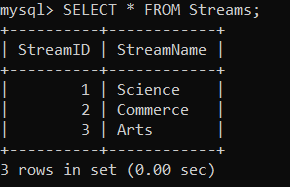 mysql> SELECT * FROM Streams;
+----------+------------+
| StreamID | StreamName |
+----------+------------+
|        1 | Science    |
|        2 | Commerce   |
|        3 | Arts       |
+----------+------------+
3 rows in set (0.00 sec)